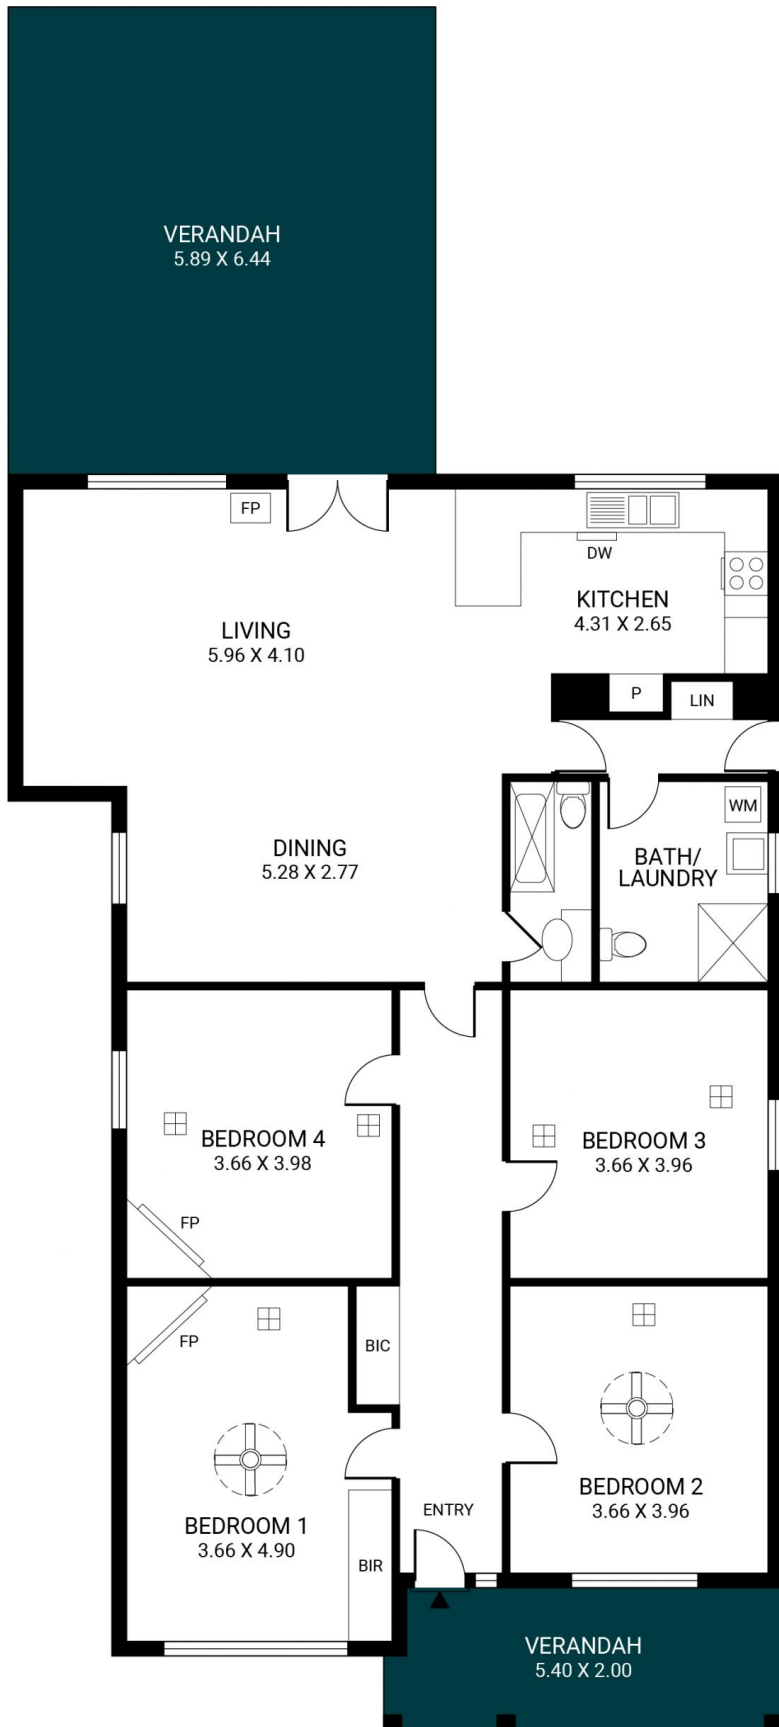 VERANDAH
5.89 X 6.44
FP
DW
KITCHEN
4.31 X 2.65
LIVING
5.96 X 4.10
P
LIN
WM
DINING
5.28 X 2.77
BATH/
LAUNDRY
BEDROOM 4
3.66 X 3.98
BEDROOM 3
3.66 X 3.96
FP
FP
BIC
BEDROOM 2
3.66 X 3.96
ENTRY
BEDROOM 1
3.66 X 4.90
BIR
VERANDAH
5.40 X 2.00